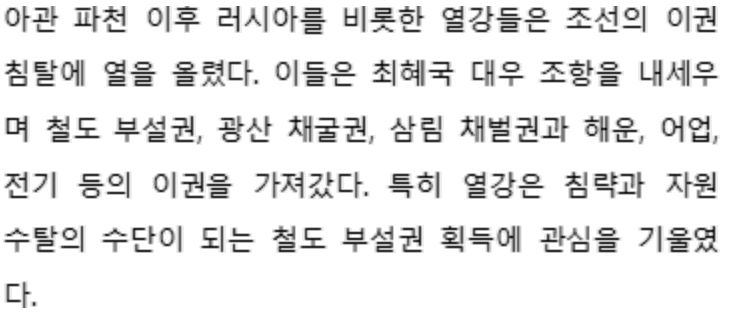 아관 파천 이후 러시아를 비롯한 열강들은 조선의 이권
침탈에 열을 올렸다. 이들은 최혜국 대우 조항을 내세우
며 철도 부설권, 광산 채굴권, 삼림 채벌권과 해운, 어업,
전기 등의 이권을 가져갔다. 특히 열강은 침략과 자원
수탈의 수단이 되는 철도 부설권 획득에 관심을 기울였
다.